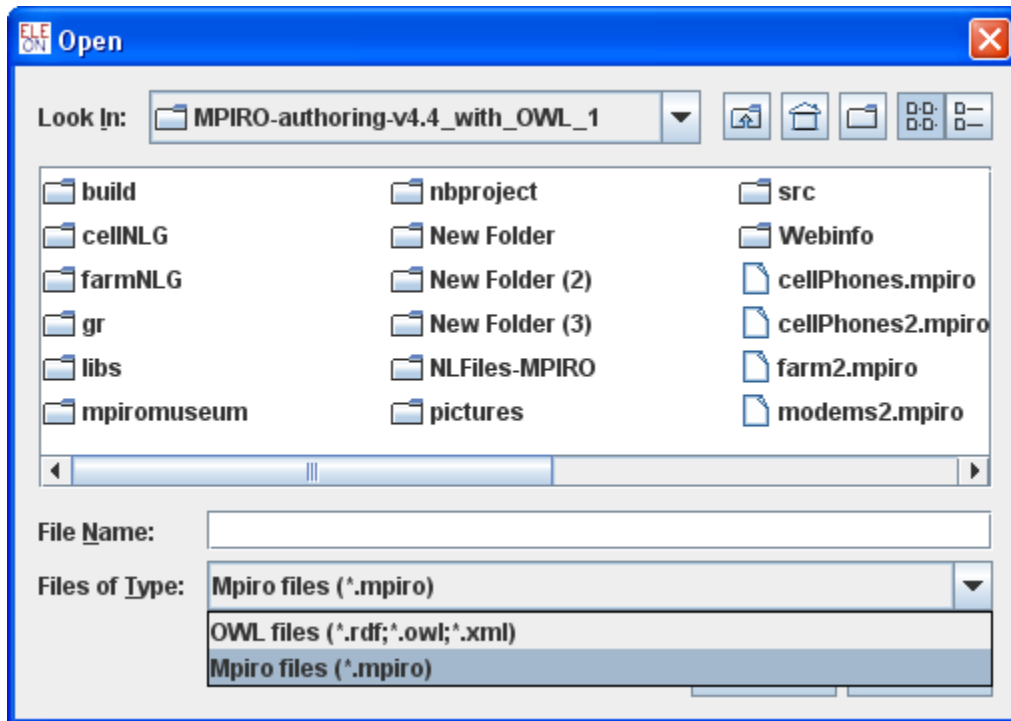 ELE
ON Open
Look In: MPIRO-authoring-v4.4_with_OWL_1
build nbproject src
cellNLG New Folder Webinfo
farmNLG New Folder (2) cellPhones.mpiro
gr New Folder (3) cellPhones2.mpiro
libs NLFiles-MPIRO farm2.mpiro
mpiromuseum pictures modems2.mpiro
File Name:
Files of Type: Mpiro files (*.mpiro)
OWL files (*.rdf;*.owl;*.xml)
Mpiro files (*.mpiro)